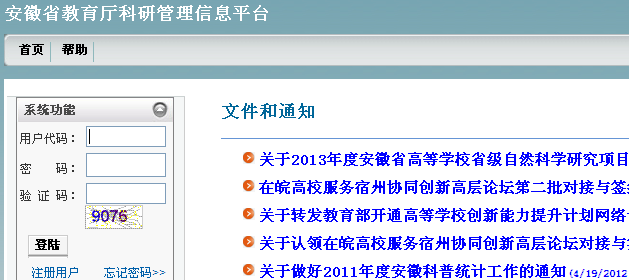 安徽省教育厅科研管理信息平台
首页 帮助
系统功能
用户代码：
密 码：
验 证 码：
9076
登陆
注册用户 忘记密码>>
文件和通知
关于2013年度安徽省高等学校省级自然科学研究项目
在皖高校服务宿州协同创新高层论坛第二批对接与签
关于转发教育部开通高等学校创新能力提升计划网络
关于认领在皖高校服务宿州协同创新高层论坛对接与
关于做好2011年度安徽科普统计工作的通知 (4/19/2012